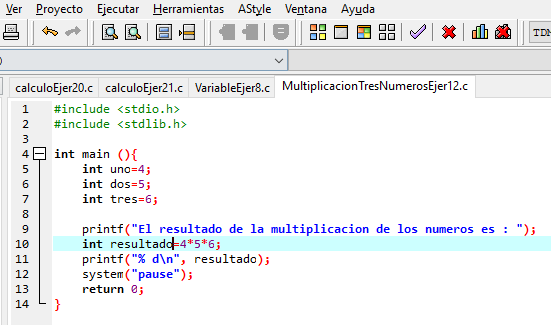 Ver Proyecto Ejecutar Herramientas AStyle Ventana Ayuda
TDM
calculoEjer20.c calculoEjer21.c VariableEjer8.c MultiplicacionTresNumerosEjer12.c
1 #include <stdio.h>
2 #include <stdlib.h>
3
4 int main (){
5 int uno=4;
6 int dos=5;
7 int tres=6;
8
9 printf("El resultado de la multiplicacion de los numeros es : ");
10 int resultado=4*5*6;
11 printf("% d\n", resultado);
12 system("pause");
13 return 0;
14 }